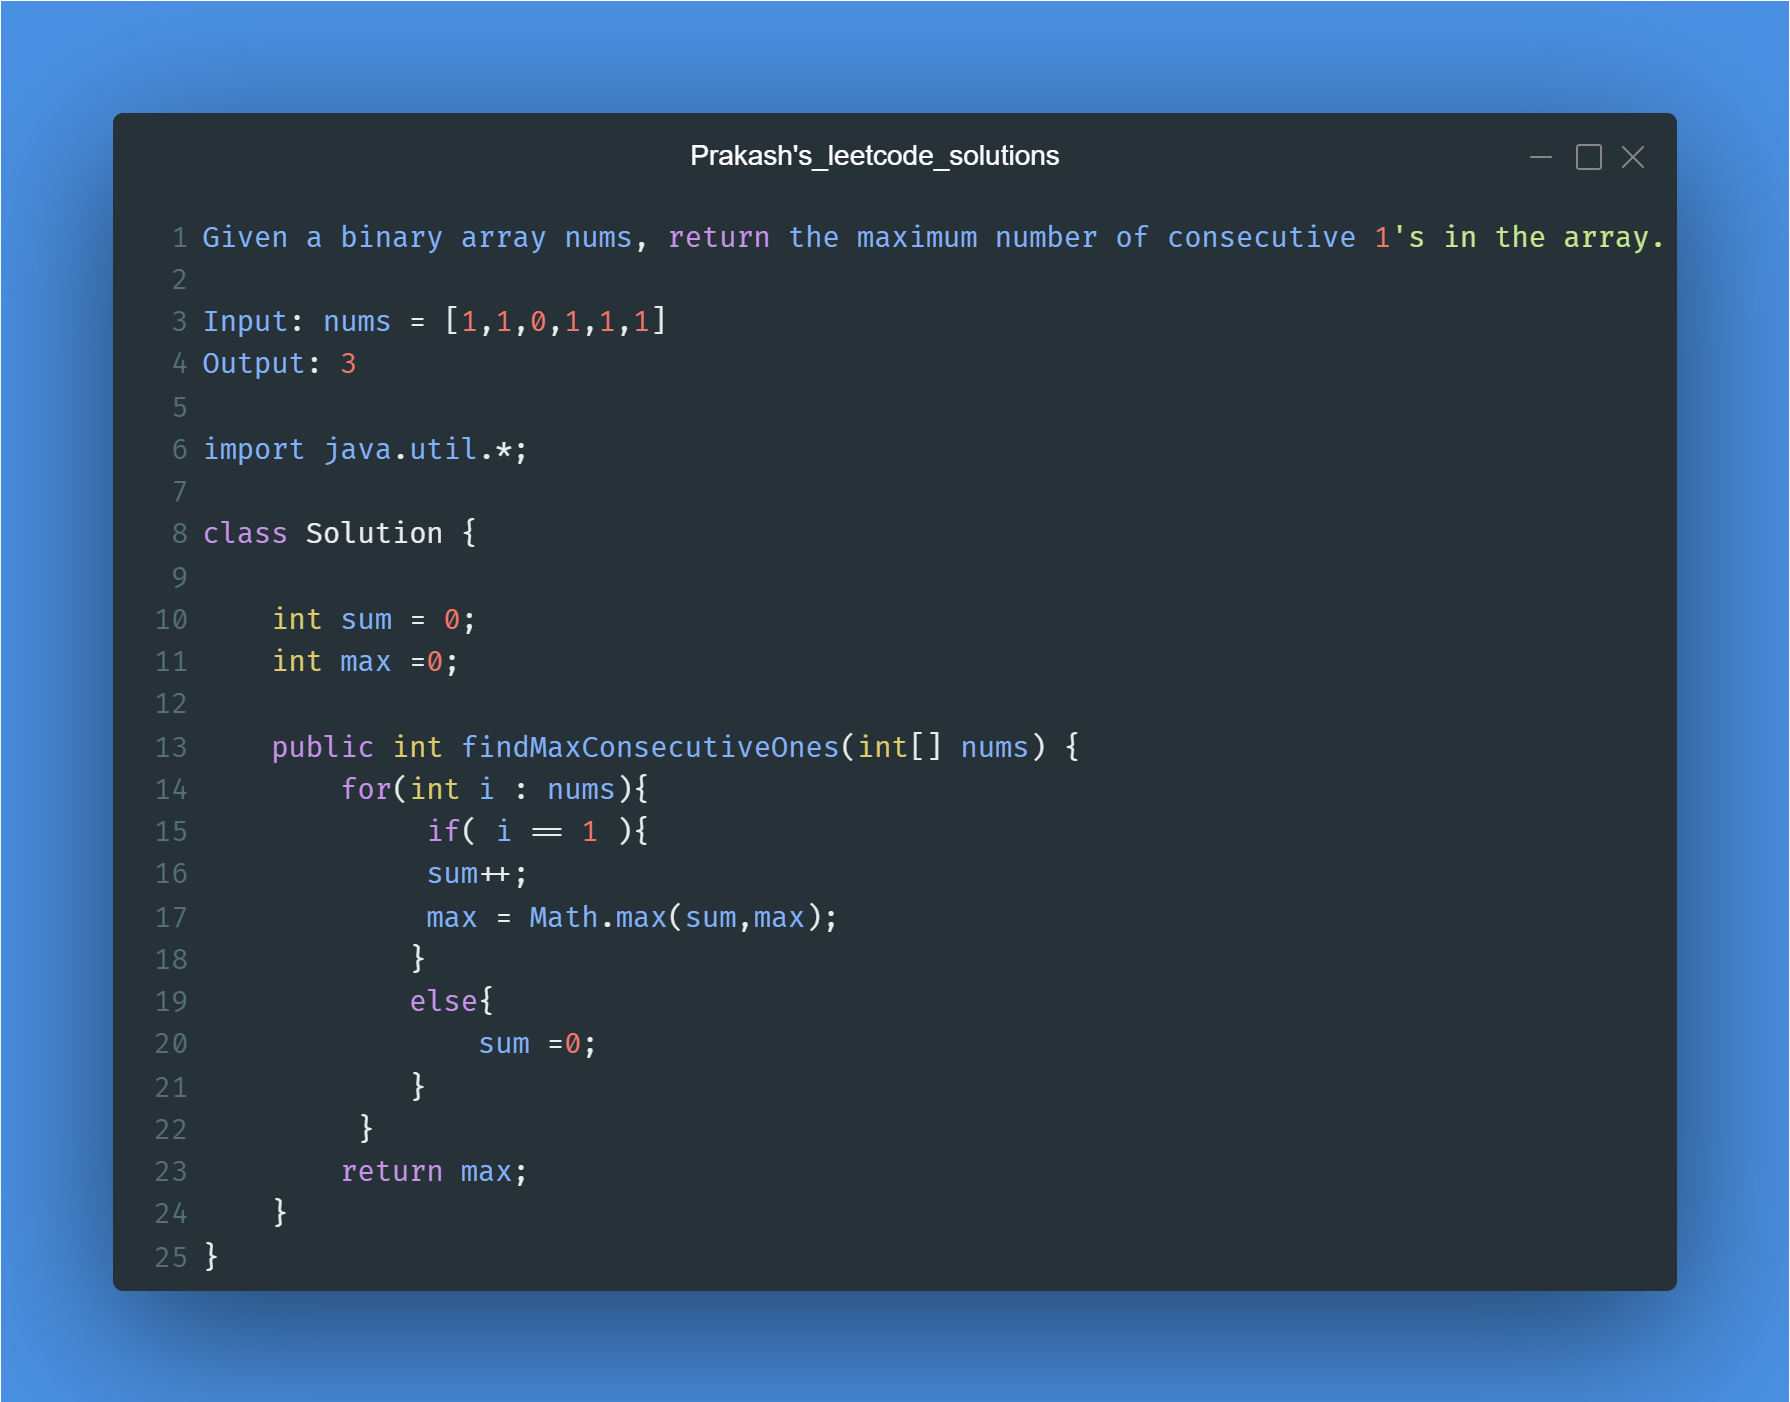 Prakash's_leetcode_solutions
1 Given a binary array nums, return the maximum number of consecutive 1's in the array.
2
3 Input: nums = [1,1,0,1,1,1]
4 Output: 3
5
6 import java.util.*;
7
8 class Solution {
9
10     int sum = 0;
11     int max =0;
12
13     public int findMaxConsecutiveOnes(int[] nums) {
14         for(int i : nums){
15              if( i == 1 ){
16              sum++;
17              max = Math.max(sum,max);
18             }
19             else{
20                 sum =0;
21             }
22          }
23         return max;
24     }
25 }